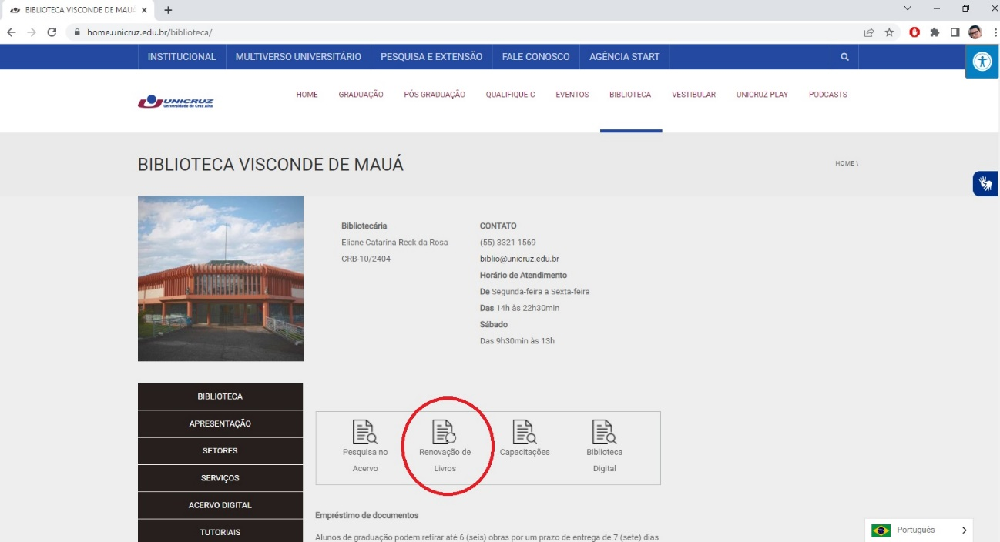 BIBLIOTECA VISCONDE DE MAUÁ
home.unicruz.edu.br/biblioteca/
INSTITUCIONAL MULTIVERSO UNIVERSITÁRIO PESQUISA E EXTENSÃO FALE CONOSCO AGÊNCIA START
UNICRUZ
Universidade de Cruz Alta
HOME GRADUAÇÃO PÓS GRADUAÇÃO QUALIFIQUE-C EVENTOS BIBLIOTECA VESTIBULAR UNICRUZ PLAY PODCASTS
BIBLIOTECA VISCONDE DE MAUÁ
HOME \
Bibliotecária
Eliane Catarina Reck da Rosa
CRB-10/2404
CONTATO
(55) 3321 1569
biblio@unicruz.edu.br
Horário de Atendimento
De Segunda-feira a Sexta-feira
Das 14h às 22h30min
Sábado
Das 9h30min às 13h
BIBLIOTECA
APRESENTAÇÃO
SETORES
SERVIÇOS
ACERVO DIGITAL
TUTORIAIS
Pesquisa no
Acervo
Renovação de
Livros
Capacitações
Biblioteca
Digital
Empréstimo de documentos
Alunos de graduação podem retirar até 6 (seis) obras por um prazo de entrega de 7 (sete) dias
Português